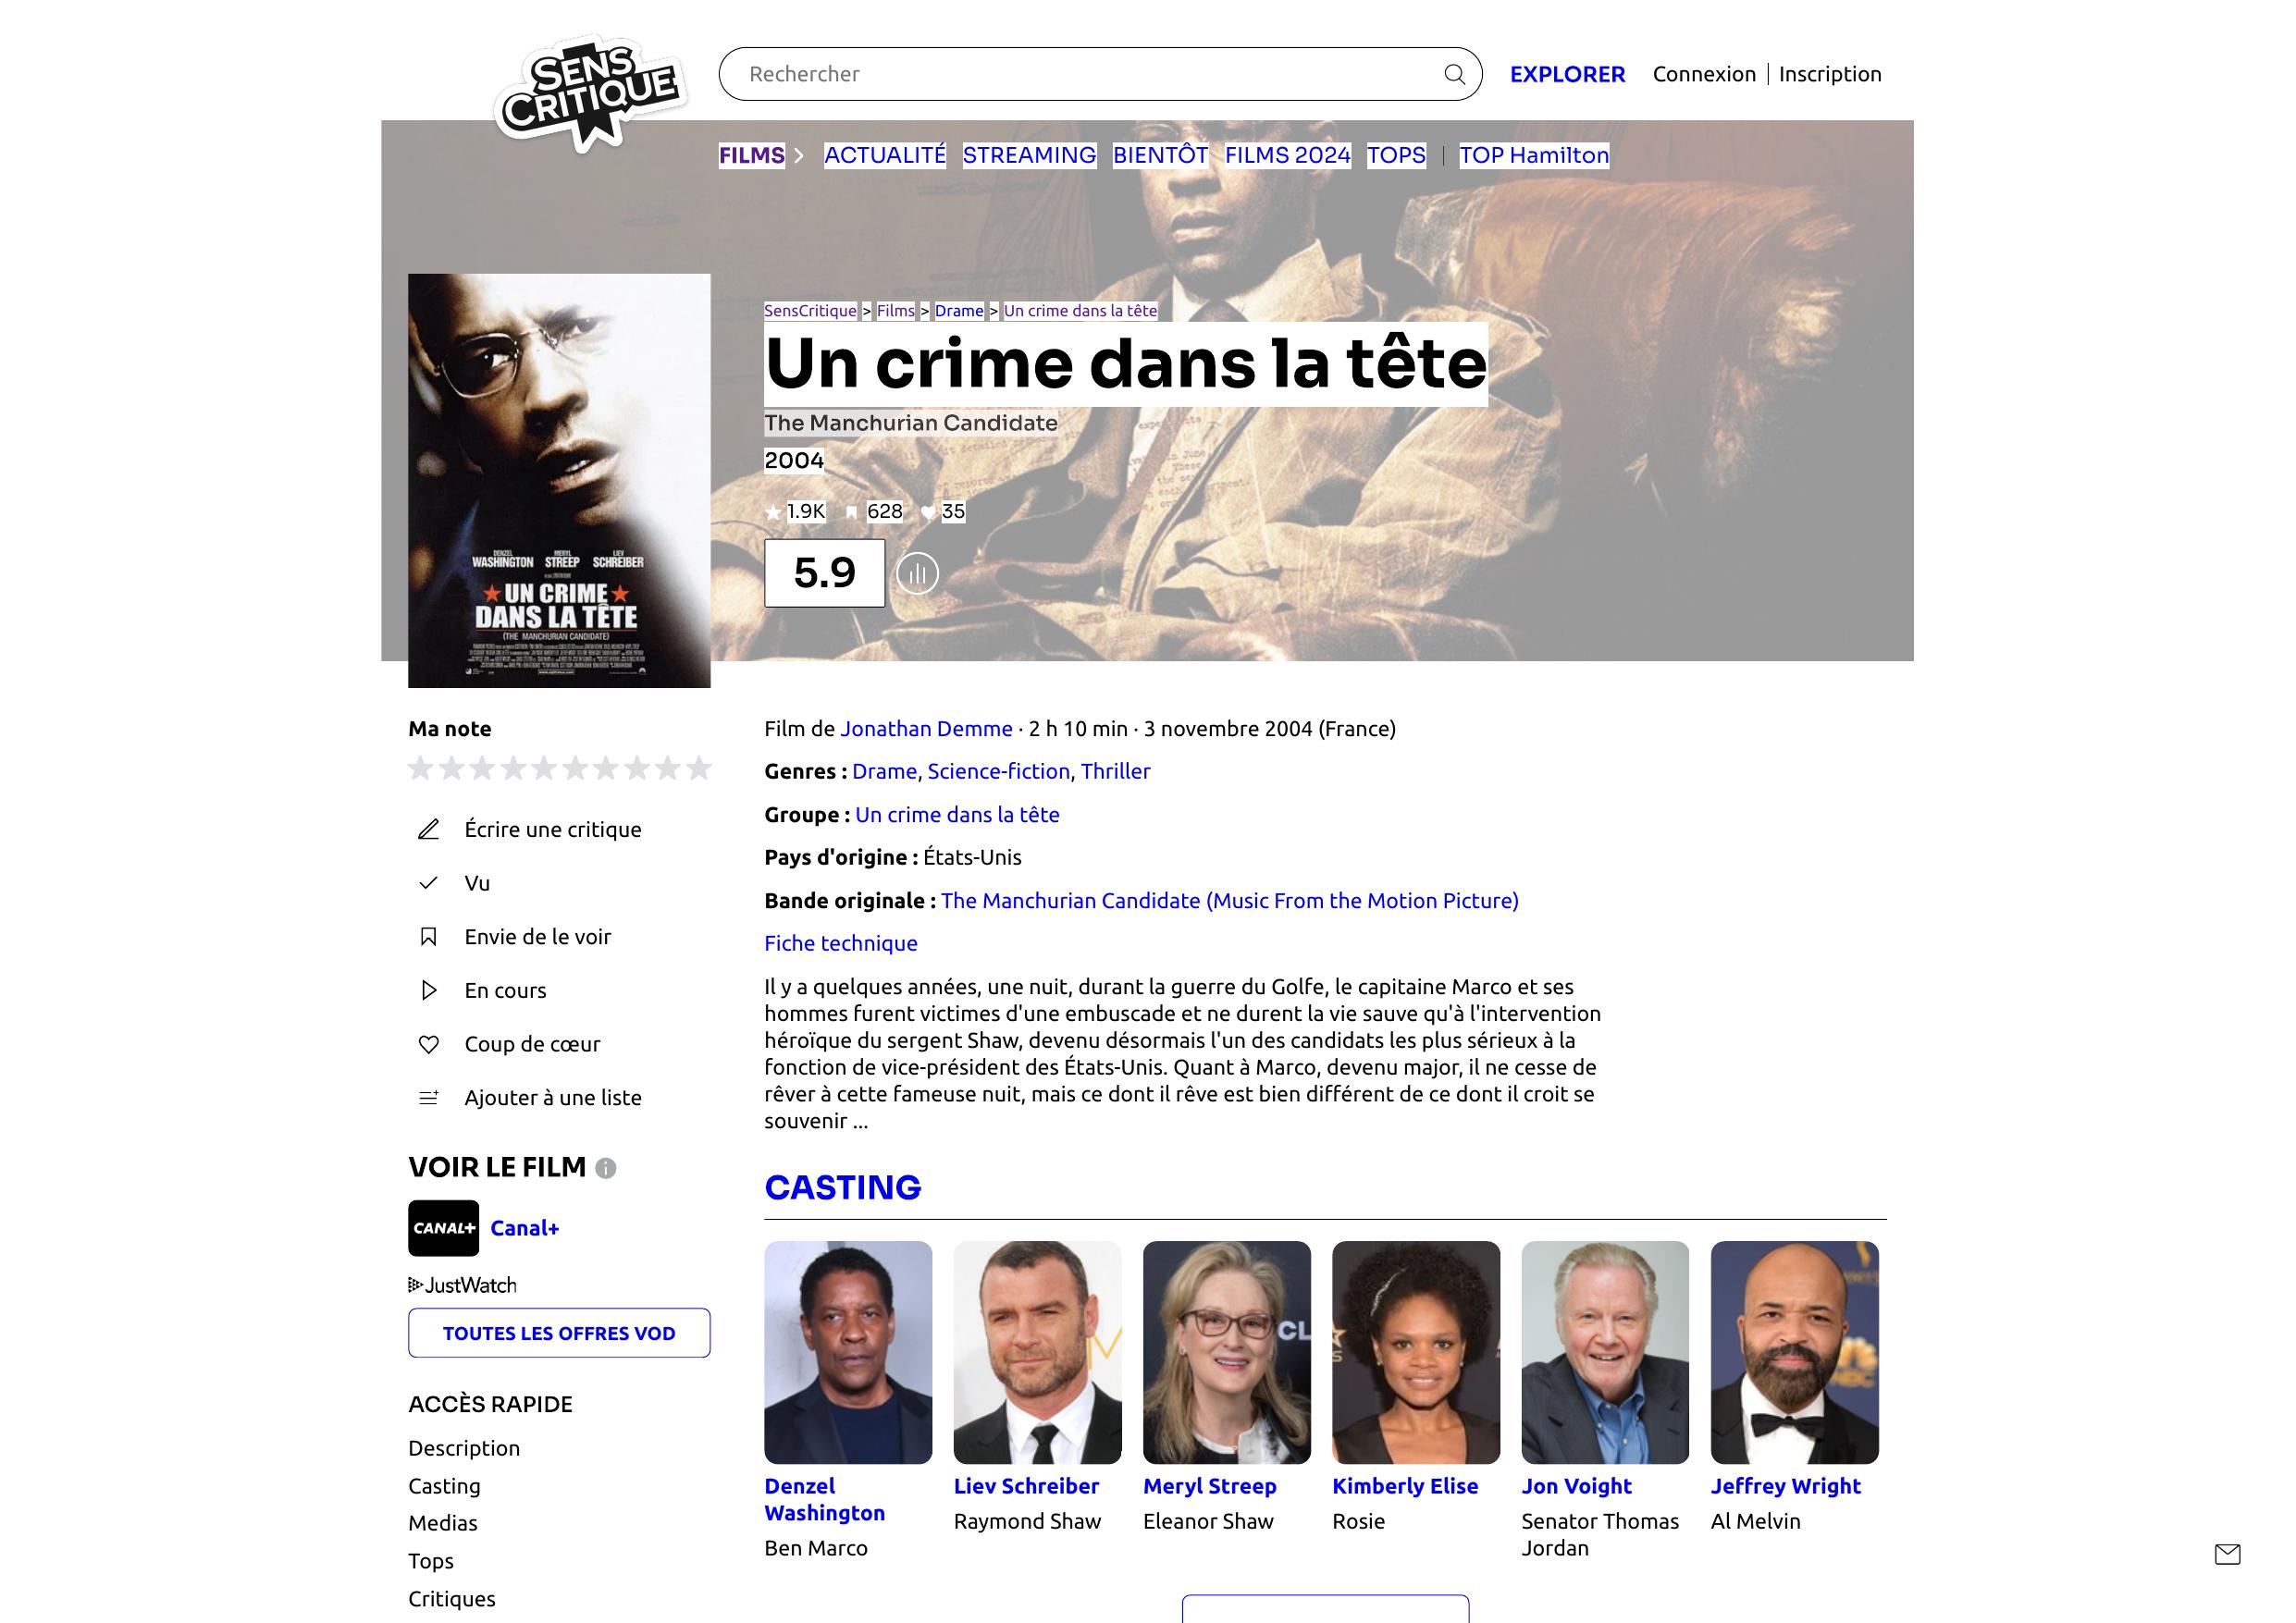 SENS CRITIQUE
Rechercher
EXPLORER Connexion | Inscription
FILMS > ACTUALITÉ STREAMING BIENTÔT FILMS 2024 TOPS | TOP Hamilton
SensCritique > Films > Drame > Un crime dans la tête
Un crime dans la tête
The Manchurian Candidate
2004
1.9K 628 35
5.9
DENZEL WASHINGTON MERYL STREEP LIEV SCHREIBER
UN CRIME
DANS LA TÊTE
(THE MANCHURIAN CANDIDATE)
Ma note
Écrire une critique
Vu
Envie de le voir
En cours
Coup de cœur
Ajouter à une liste
VOIR LE FILM
CANAL+ Canal+
JustWatch
TOUTES LES OFFRES VOD
ACCÈS RAPIDE
Description
Casting
Medias
Tops
Critiques
Film de Jonathan Demme · 2 h 10 min · 3 novembre 2004 (France)
Genres : Drame, Science-fiction, Thriller
Groupe : Un crime dans la tête
Pays d'origine : États-Unis
Bande originale : The Manchurian Candidate (Music From the Motion Picture)
Fiche technique
Il y a quelques années, une nuit, durant la guerre du Golfe, le capitaine Marco et ses
hommes furent victimes d'une embuscade et ne durent la vie sauve qu'à l'intervention
héroïque du sergent Shaw, devenu désormais l'un des candidats les plus sérieux à la
fonction de vice-président des États-Unis. Quant à Marco, devenu major, il ne cesse de
rêver à cette fameuse nuit, mais ce dont il rêve est bien différent de ce dont il croit se
souvenir ...
CASTING
Denzel
Washington
Ben Marco
Liev Schreiber
Raymond Shaw
Meryl Streep
Eleanor Shaw
Kimberly Elise
Rosie
Jon Voight
Senator Thomas
Jordan
Jeffrey Wright
Al Melvin